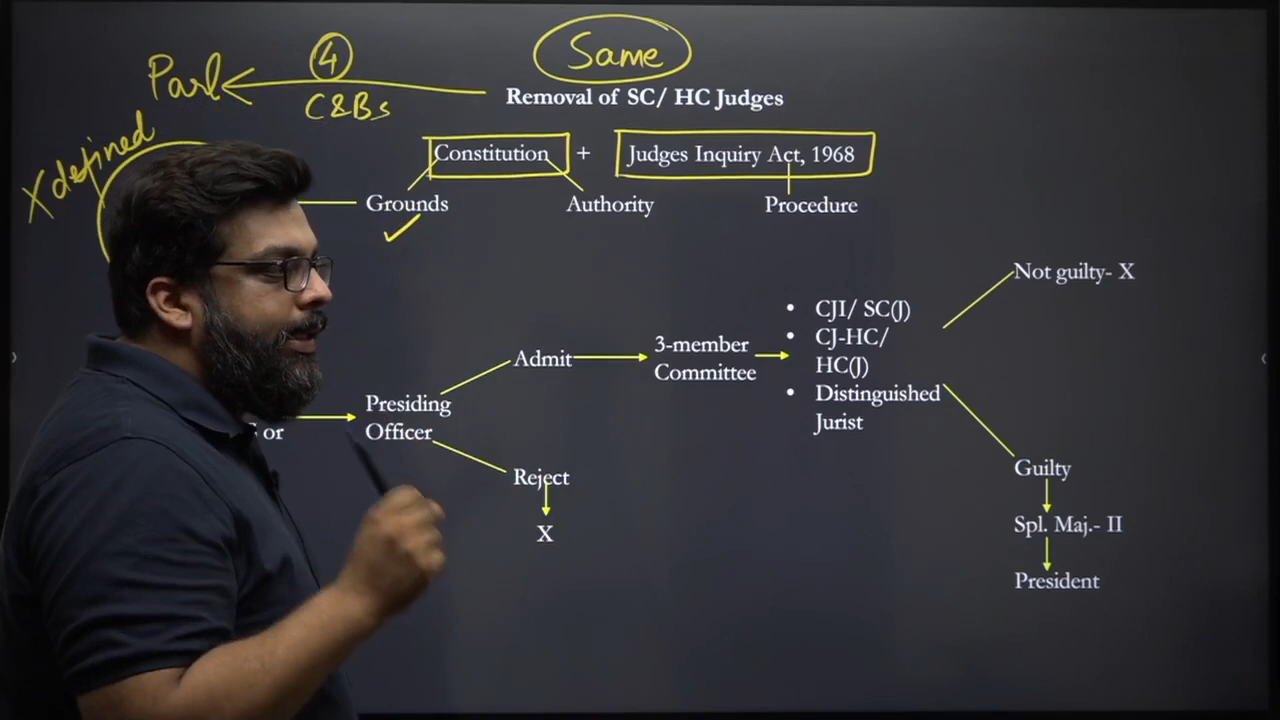 Same
④
Parl
C&Bs
Removal of SC/ HC Judges
X defined
Constitution + Judges Inquiry Act, 1968
Grounds Authority Procedure
Not guilty- X
• CJI/ SC(J)
• CJ-HC/
HC(J)
• Distinguished
Jurist
3-member
Committee
Admit
Presiding
Officer
or
Reject
X
Guilty
Spl. Maj.- II
President